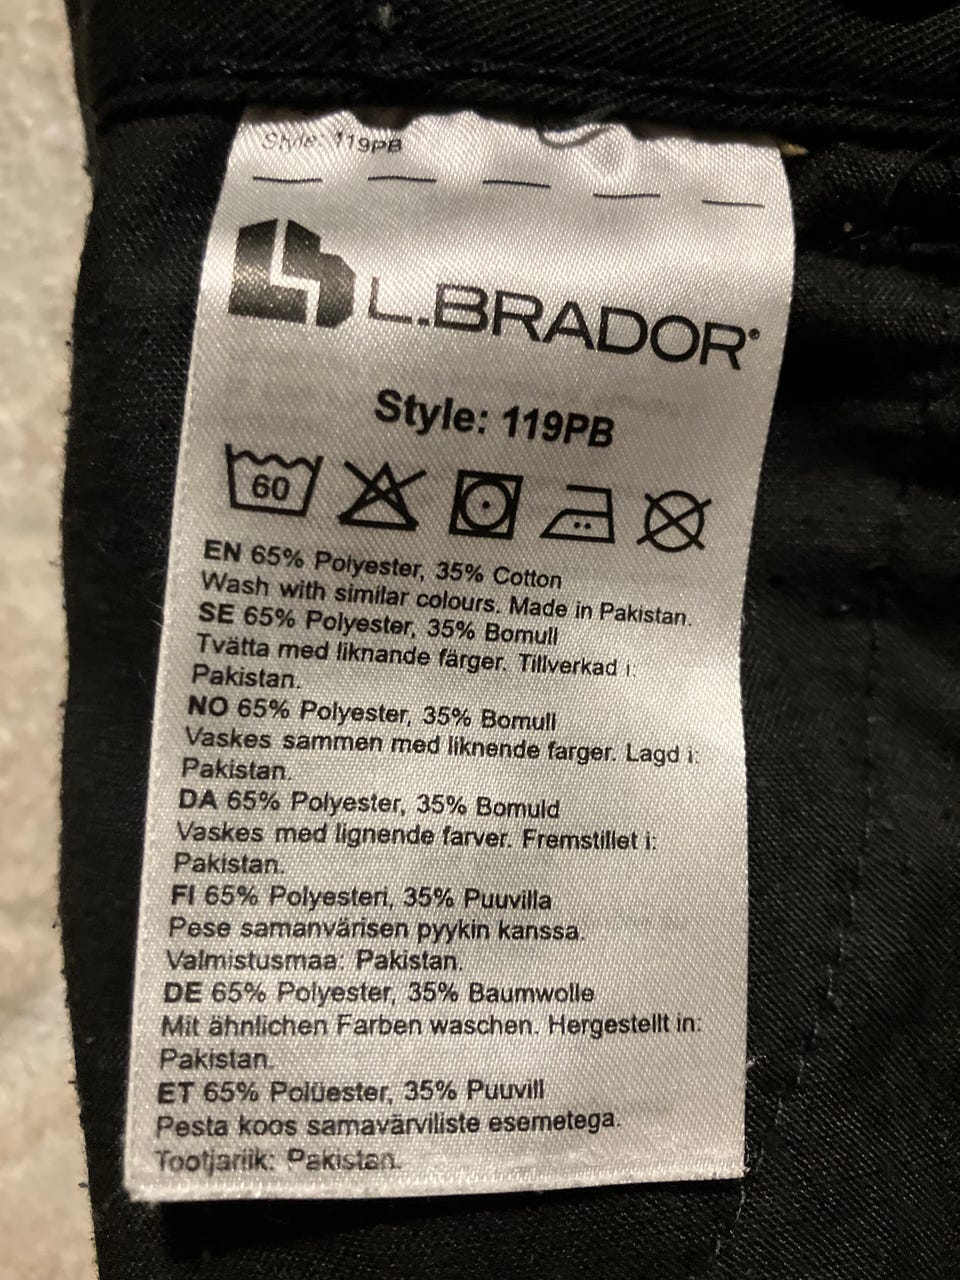 Style: 119PB
L.BRADOR®
Style: 119PB
60
EN 65% Polyester, 35% Cotton
Wash with similar colours. Made in Pakistan.
SE 65% Polyester, 35% Bomull
Tvätta med liknande färger. Tillverkad i:
Pakistan.
NO 65% Polyester, 35% Bomull
Vaskes sammen med liknende farger. Lagd i:
Pakistan.
DA 65% Polyester, 35% Bomuld
Vaskes med lignende farver. Fremstillet i:
Pakistan.
FI 65% Polyesteri, 35% Puuvilla
Pese samanvärisen pyykin kanssa.
Valmistusmaa: Pakistan.
DE 65% Polyester, 35% Baumwolle
Mit ähnlichen Farben waschen. Hergestellt in:
Pakistan.
ET 65% Polüester, 35% Puuvill
Pesta koos samavärviliste esemetega.
Tootjariik: Pakistan.